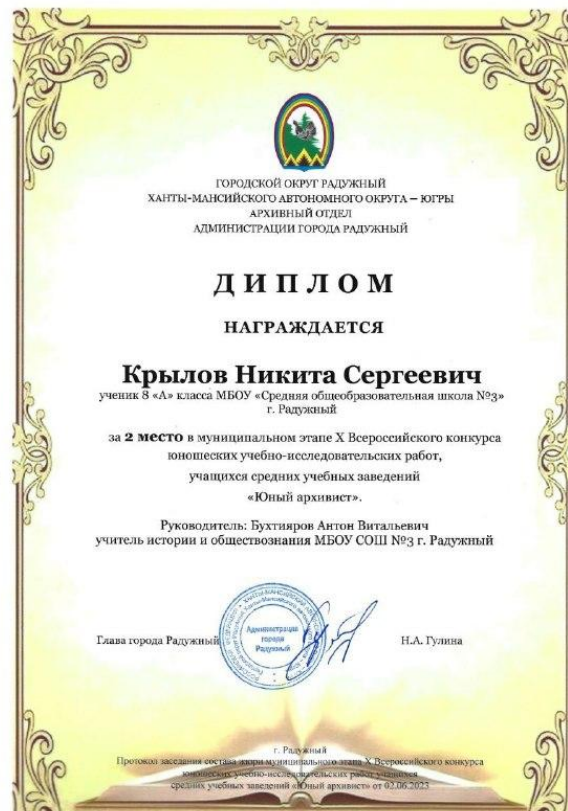 ГОРОДСКОЙ ОКРУГ РАДУЖНЫЙ
ХАНТЫ-МАНСИЙСКОГО АВТОНОМНОГО ОКРУГА – ЮГРЫ
АРХИВНЫЙ ОТДЕЛ
АДМИНИСТРАЦИИ ГОРОДА РАДУЖНЫЙ
ДИПЛОМ
НАГРАЖДАЕТСЯ
Крылов Никита Сергеевич
ученик 8 «А» класса МБОУ «Средняя общеобразовательная школа №3»
г. Радужный
за 2 место в муниципальном этапе X Всероссийского конкурса
юношеских учебно-исследовательских работ,
учащихся средних учебных заведений
«Юный архивист».
Руководитель: Бухтияров Антон Витальевич
учитель истории и обществознания МБОУ СОШ №3 г. Радужный
Администрация
города
Радужный
Глава города Радужный
Н.А. Гулина
г. Радужный
Протокол заседания состава жюри муниципального этапа X Всероссийского конкурса
юношеских учебно-исследовательских работ учащихся
средних учебных заведений «Юный архивист» от 02.06.2023